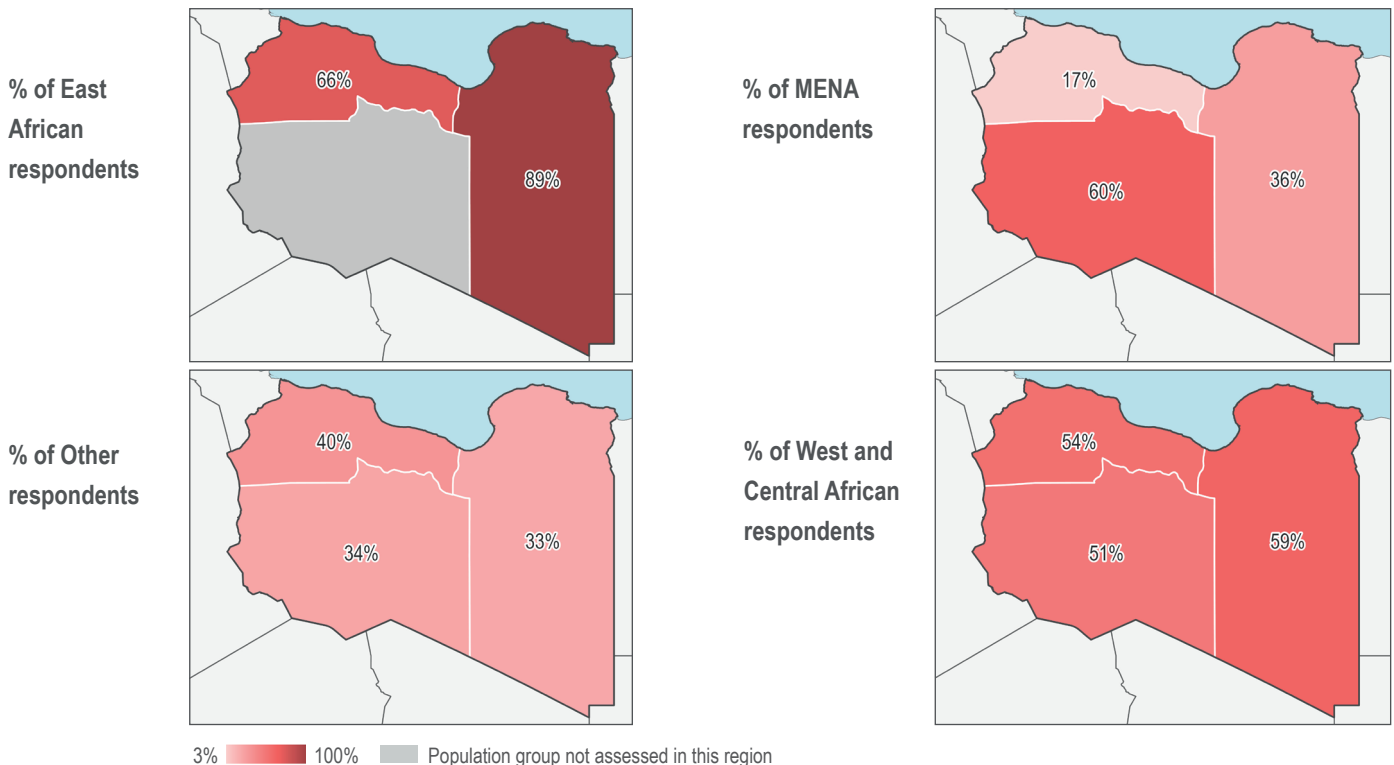 % of East
African
respondents
66%
89%
% of MENA
respondents
17%
60%
36%
% of Other
respondents
40%
34%
33%
% of West and
Central African
respondents
54%
51%
59%
3% 100% Population group not assessed in this region